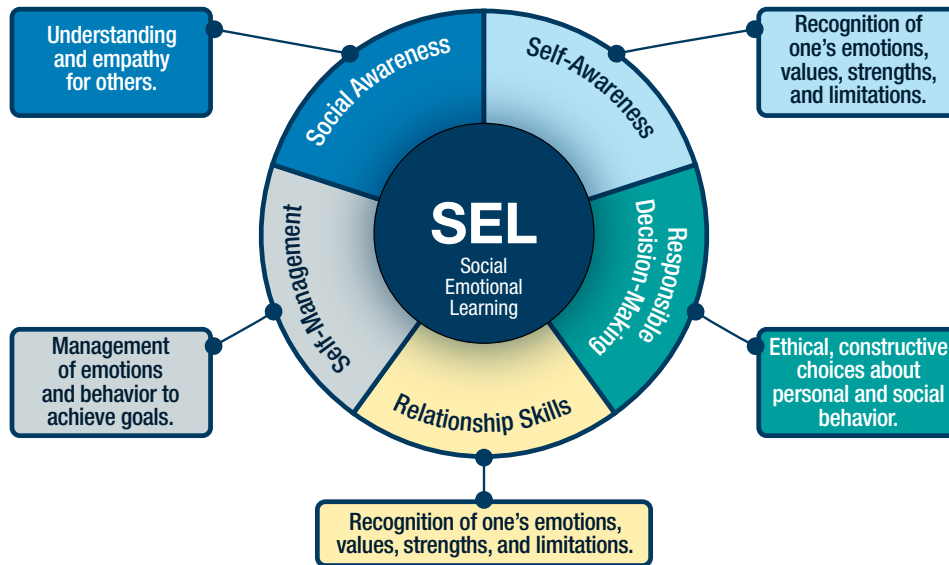 Understanding
and empathy
for others.
Social Awareness
Self-Awareness
Recognition of
one's emotions,
values, strengths,
and limitations.
SEL
Social
Emotional
Learning
Self-Management
Responsible
Decision-Making
Management
of emotions
and behavior to
achieve goals.
Relationship Skills
Ethical, constructive
choices about
personal and social
behavior.
Recognition of one's emotions,
values, strengths, and limitations.